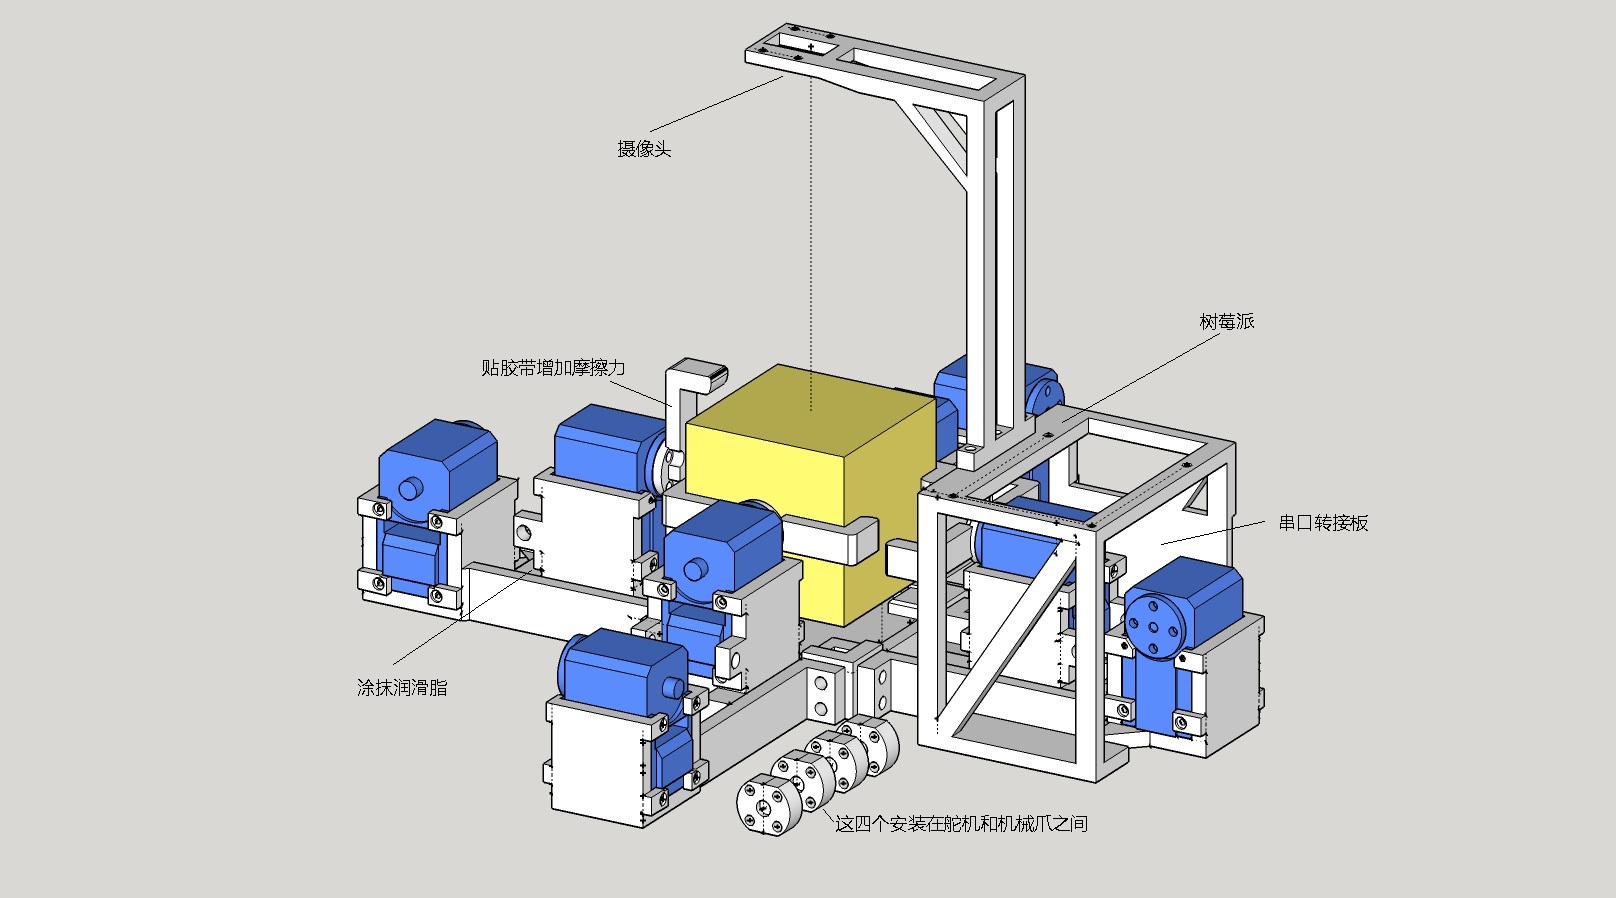 摄像头
树莓派
贴胶带增加摩擦力
串口转接板
涂抹润滑脂
这四个安装在舵机和机械爪之间